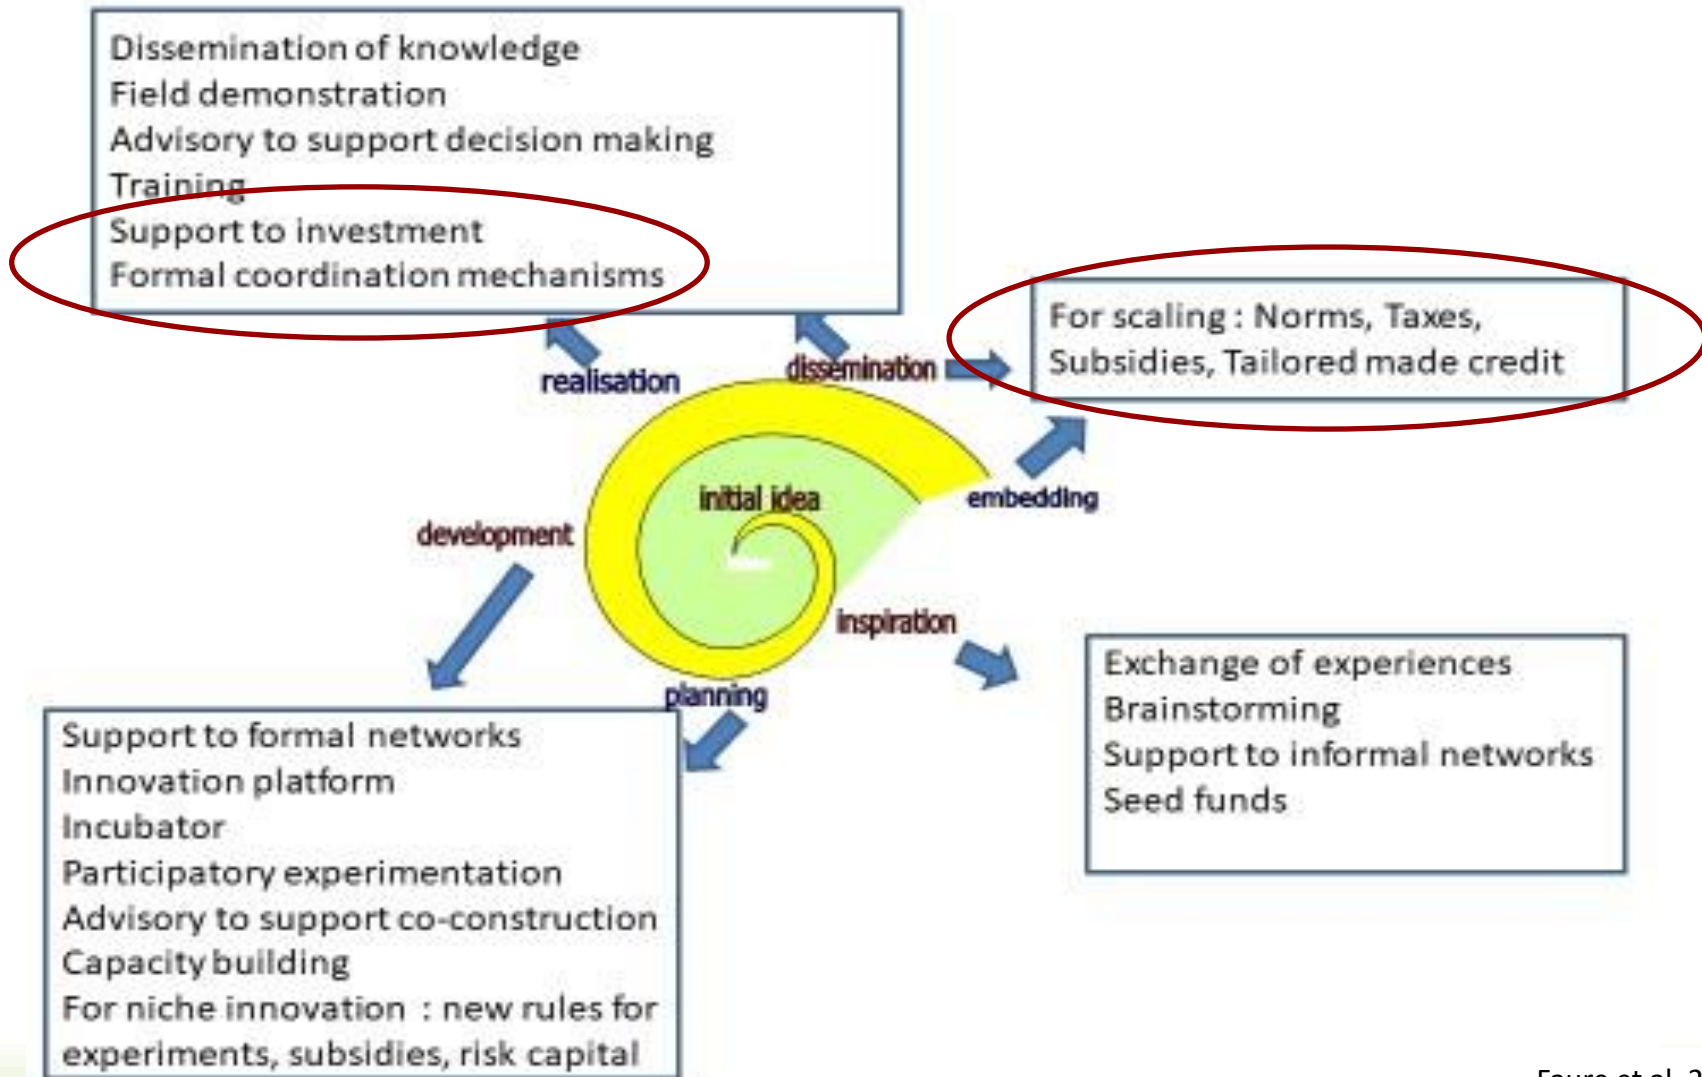 Dissemination of knowledge
Field demonstration
Advisory to support decision making
Training
Support to investment
Formal coordination mechanisms
For scaling : Norms, Taxes,
Subsidies, Tailored made credit
realisation
dissemination
embedding
initial idea
development
inspiration
planning
Exchange of experiences
Brainstorming
Support to informal networks
Seed funds
Support to formal networks
Innovation platform
Incubator
Participatory experimentation
Advisory to support co-construction
Capacity building
For niche innovation : new rules for
experiments, subsidies, risk capital
Faure et al.